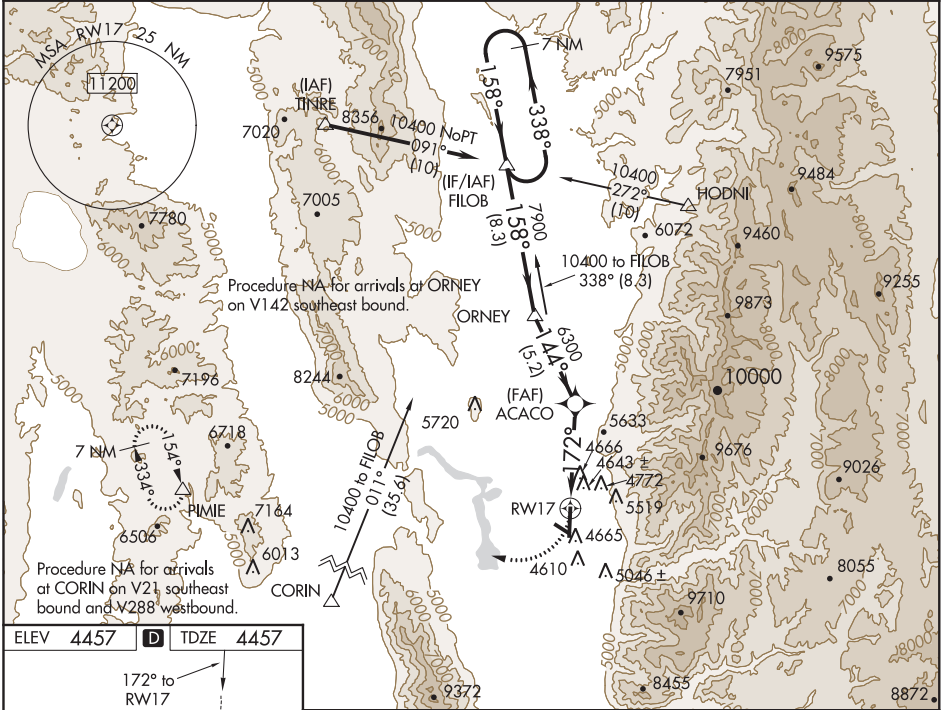 MSA RW17 25 NM
11200
(IAF)
TINRE
7020
8356
10400 NoPT
091°
(10)
7 NM
158°
338°
(IF/IAF)
FILOB
10400
272°
(10)
HODNI
7951
9575
8000
9484
7005
7780
5000
6072
9460
7900
158°
(8.3)
10400 to FILOB
338° (8.3)
9255
9873
Procedure NA for arrivals at ORNEY
on V142 southeast bound.
ORNEY
6300
144°
(5.2)
6000
7196
8244
10000
5720
(FAF)
ACACO
5633
172°
4666
4643 ±
4772
5519
9676
9026
7 NM
154°
334°
PIMIE
6718
7164
6506
6013
10400 to FILOB
011°
(35.6)
RW17
4665
4610
5046 ±
8055
Procedure NA for arrivals
at CORIN on V21 southeast
bound and V288 westbound.
CORIN
9710
9372
8455
8872
ELEV 4457
D
TDZE 4457
172° to
RW17